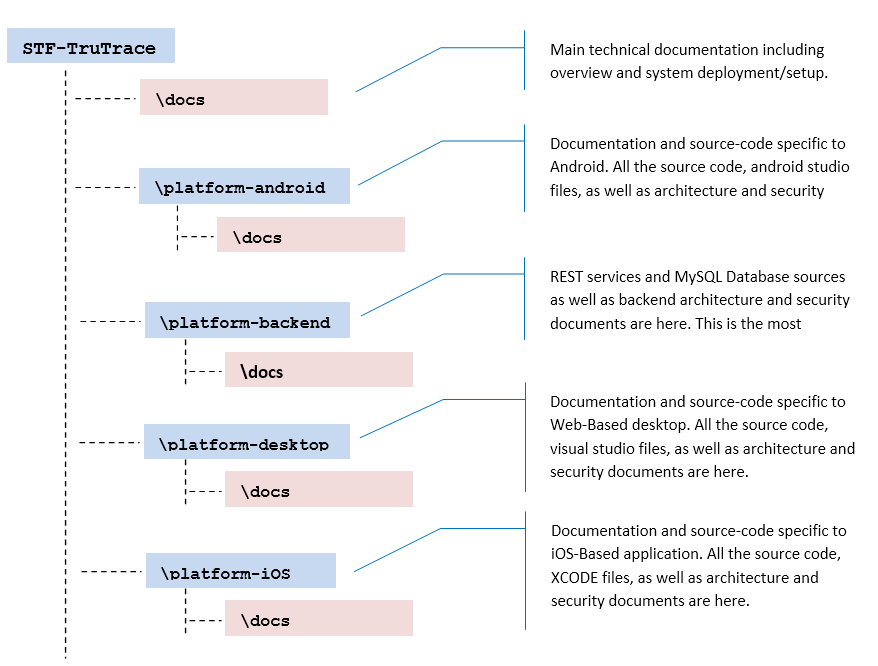 STF-TruTrace
\docs
Main technical documentation including
overview and system deployment/setup.
\platform-android
Documentation and source-code specific to
Android. All the source code, android studio
files, as well as architecture and security
\docs
\platform-backend
REST services and MySQL Database sources
as well as backend architecture and security
documents are here. This is the most
\docs
\platform-desktop
Documentation and source-code specific to
Web-Based desktop. All the source code,
visual studio files, as well as architecture and
security documents are here.
\docs
\platform-iOS
Documentation and source-code specific to
iOS-Based application. All the source code,
XCODE files, as well as architecture and
security documents are here.
\docs